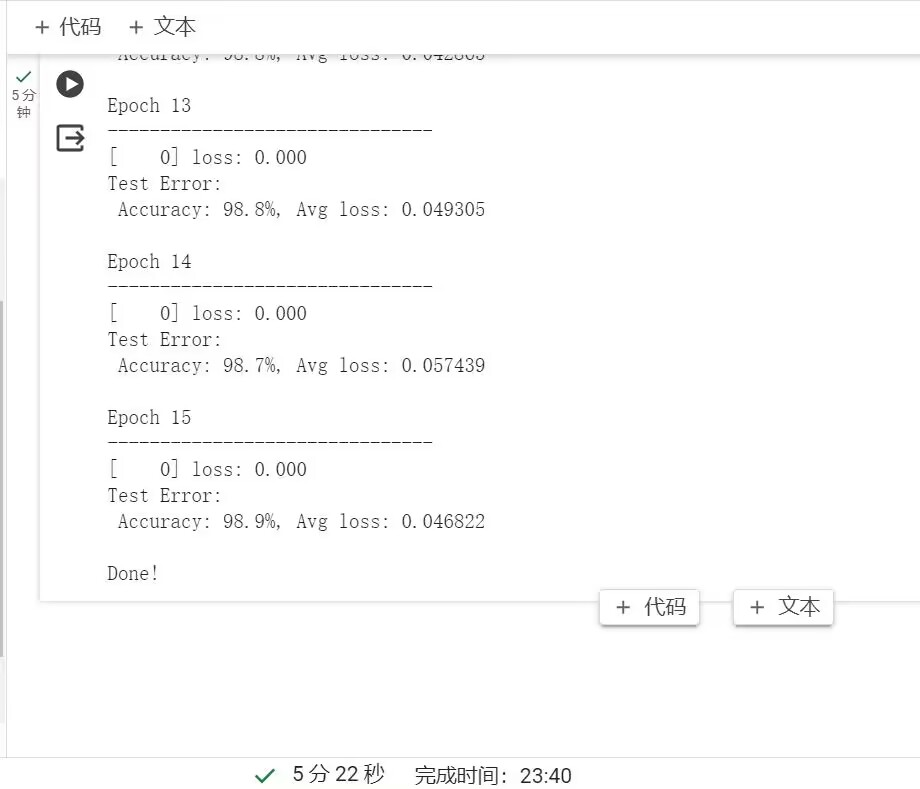 + 代码 + 文本
5 分
钟
Accuracy: 98.8%, Avg loss: 0.042805
Epoch 13
-------------------------------
[    0] loss: 0.000
Test Error:
 Accuracy: 98.8%, Avg loss: 0.049305
Epoch 14
-------------------------------
[    0] loss: 0.000
Test Error:
 Accuracy: 98.7%, Avg loss: 0.057439
Epoch 15
-------------------------------
[    0] loss: 0.000
Test Error:
 Accuracy: 98.9%, Avg loss: 0.046822
Done!
+ 代码 + 文本
5 分 22 秒 完成时间：23:40